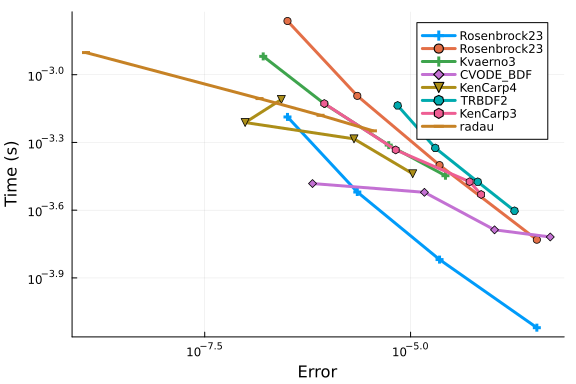 Rosenbrock23
Rosenbrock23
Kvaerno3
CVODE_BDF
KenCarp4
TRBDF2
KenCarp3
radau
Time (s)
10^−3.0
10^−3.3
10^−3.6
10^−3.9
10^−7.5
10^−5.0
Error